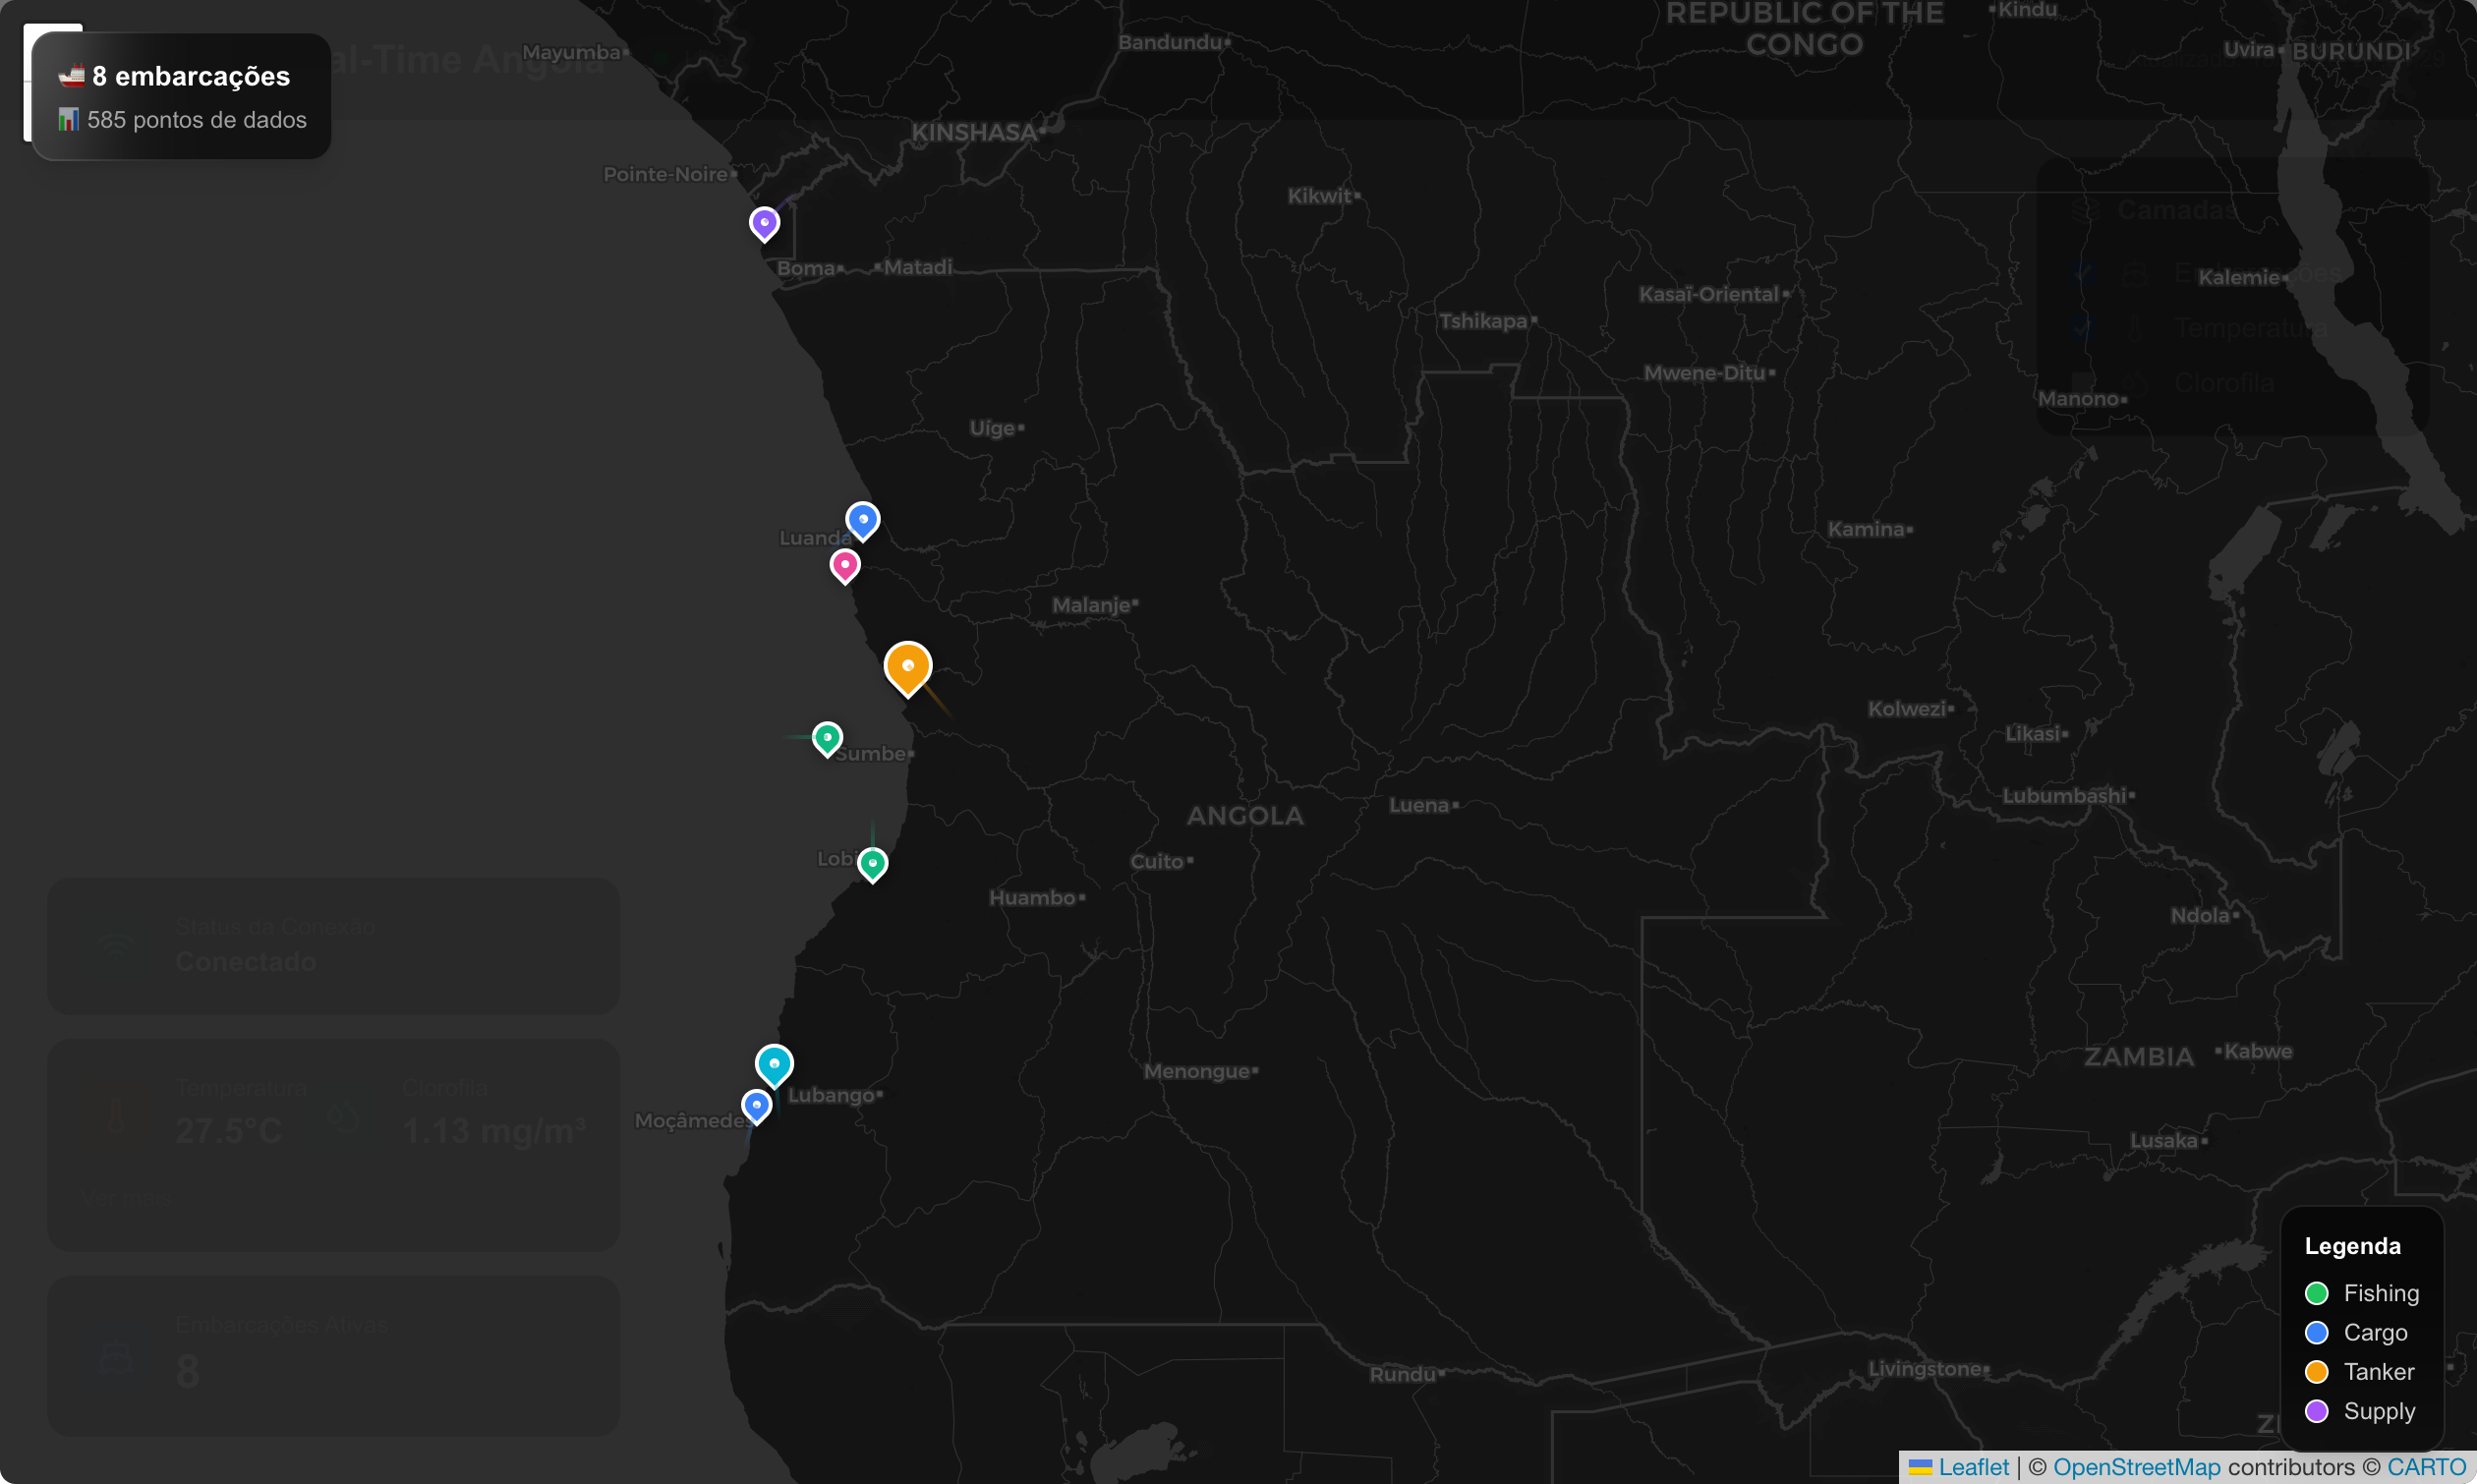 8 embarcações
585 pontos de dados
al-Time Angola
Mayumba
Bandundu
REPUBLIC OF THE
CONGO
Kindu
Uvira
BURUNDI
KINSHASA
Pointe-Noire
Kikwit
Camadas
Kalemie
Boma
Matadi
Kasaï-Oriental
Tshikapa
Temperatura
Mwene-Ditu
Clorofila
Manono
Uíge
Luanda
Kamina
Malanje
Kolwezi
Likasi
Sumbe
Lubumbashi
Luena
ANGOLA
Lobi
Cuito
Huambo
Ndola
Status da Conexão
Conectado
Menongue
ZAMBIA
Kabwe
Temperatura
Clorofila
27.5°C
1.13 mg/m³
Lubango
Moçâmedes
Lusaka
Ver mais
Legenda
Fishing
Cargo
Tanker
Supply
Embarcações Ativas
8
Rundu
Livingstone
Leaflet | © OpenStreetMap contributors © CARTO